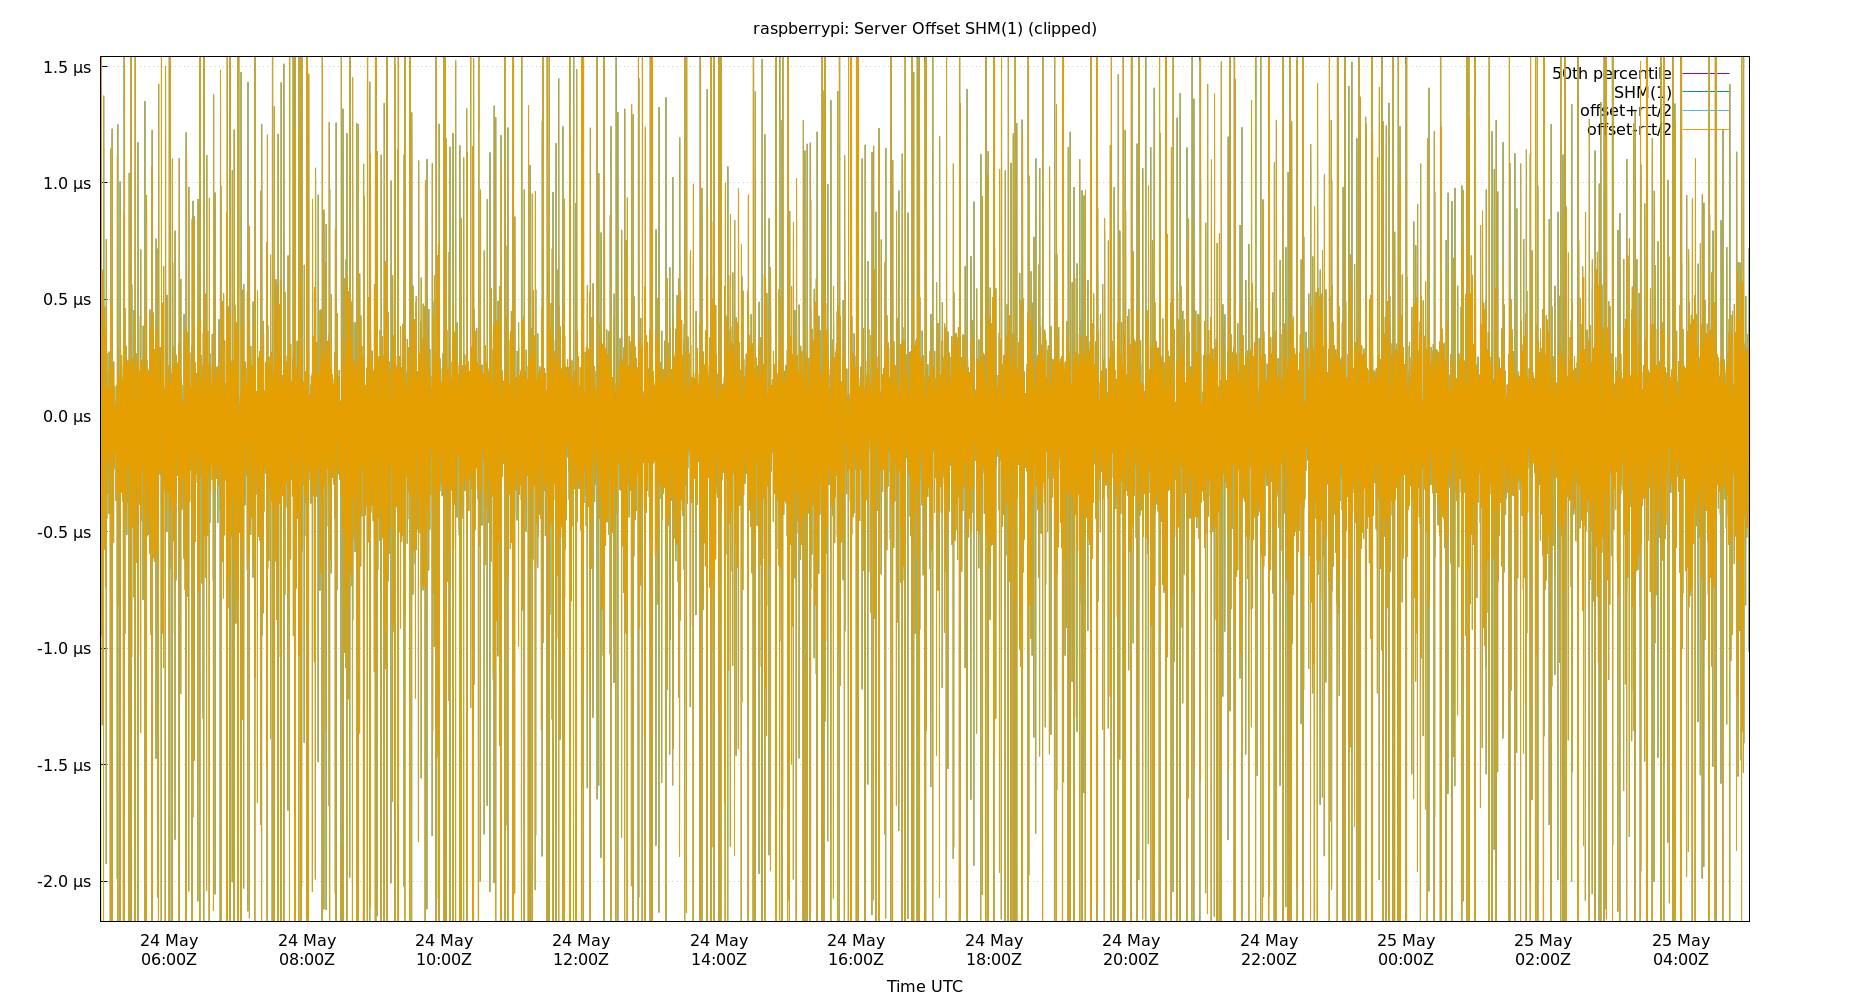 raspberrypi: Server Offset SHM(1) (clipped)
1.5 µs
1.0 µs
0.5 µs
0.0 µs
-0.5 µs
-1.0 µs
-1.5 µs
-2.0 µs
50th percentile
SHM(1)
offset+rtt/2
offset-rtt/2
24 May 24 May 24 May 24 May 24 May 24 May 24 May 24 May 24 May 25 May 25 May 25 May
06:00Z 08:00Z 10:00Z 12:00Z 14:00Z 16:00Z 18:00Z 20:00Z 22:00Z 00:00Z 02:00Z 04:00Z
Time UTC